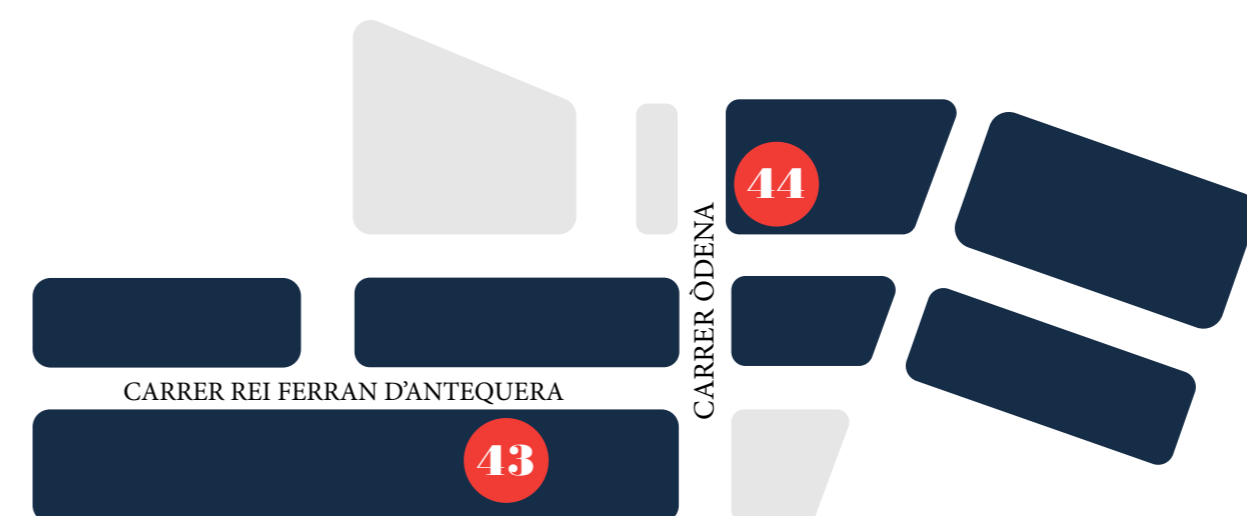 44
CARRER ÒDENA
CARRER REI FERRAN D’ANTEQUERA
43